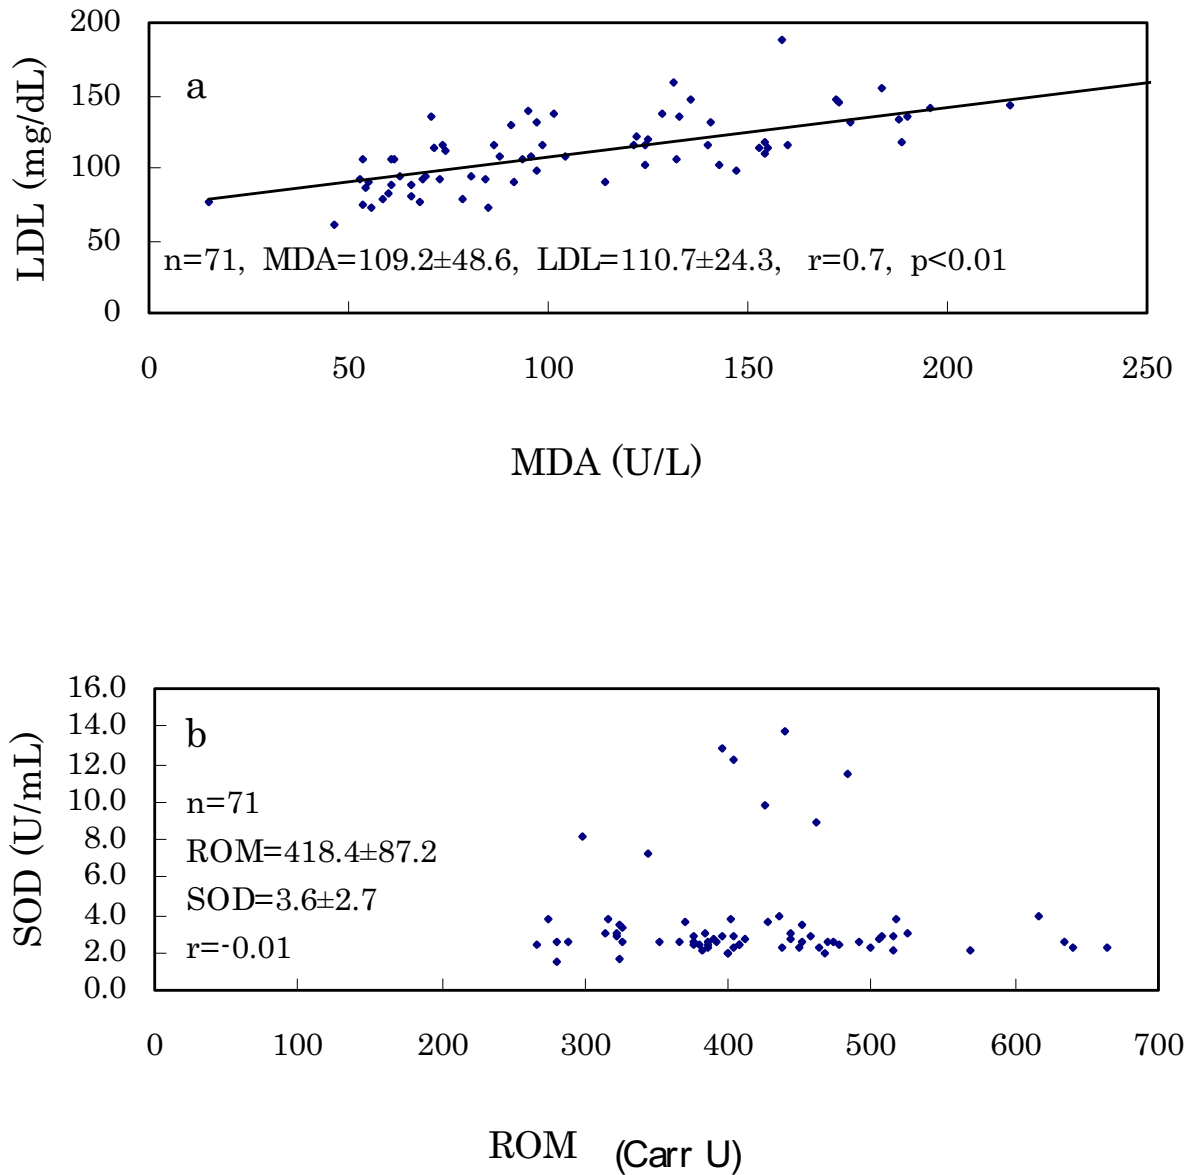 200
150
100
50
0
LDL (mg/dL)
a
n=71, MDA=109.2±48.6, LDL=110.7±24.3, r=0.7, p<0.01
0 50 100 150 200 250
MDA (U/L)
16.0
14.0
12.0
10.0
8.0
6.0
4.0
2.0
0.0
SOD (U/mL)
b
n=71
ROM=418.4±87.2
SOD=3.6±2.7
r=-0.01
0 100 200 300 400 500 600 700
ROM (Carr U)